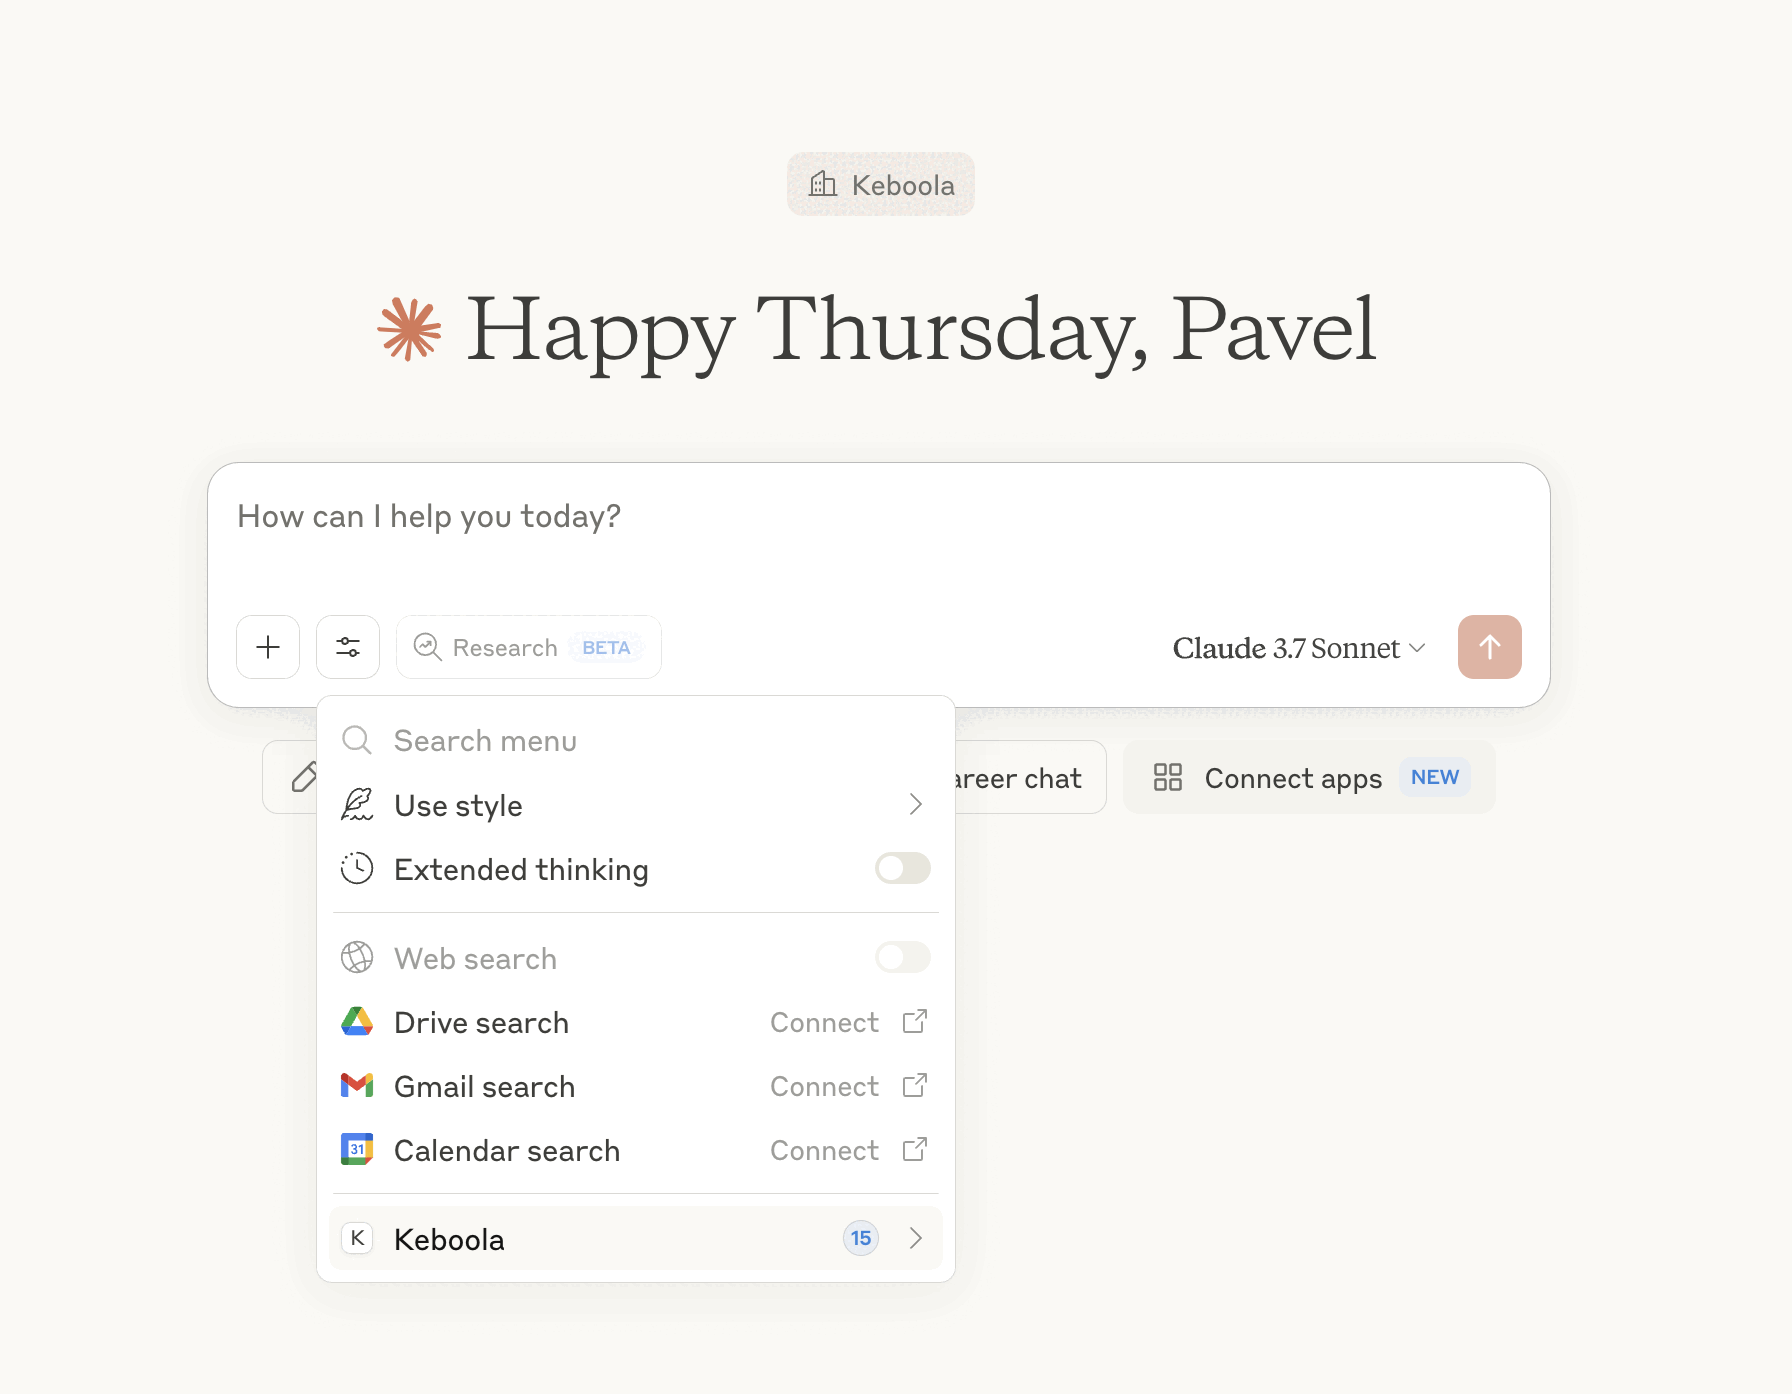 Keboola
Happy Thursday, Pavel
How can I help you today?
Research BETA
Claude 3.7 Sonnet
Search menu
Use style
chat
Connect apps NEW
Extended thinking
Web search
Drive search Connect
Gmail search Connect
31
Calendar search Connect
K Keboola 15